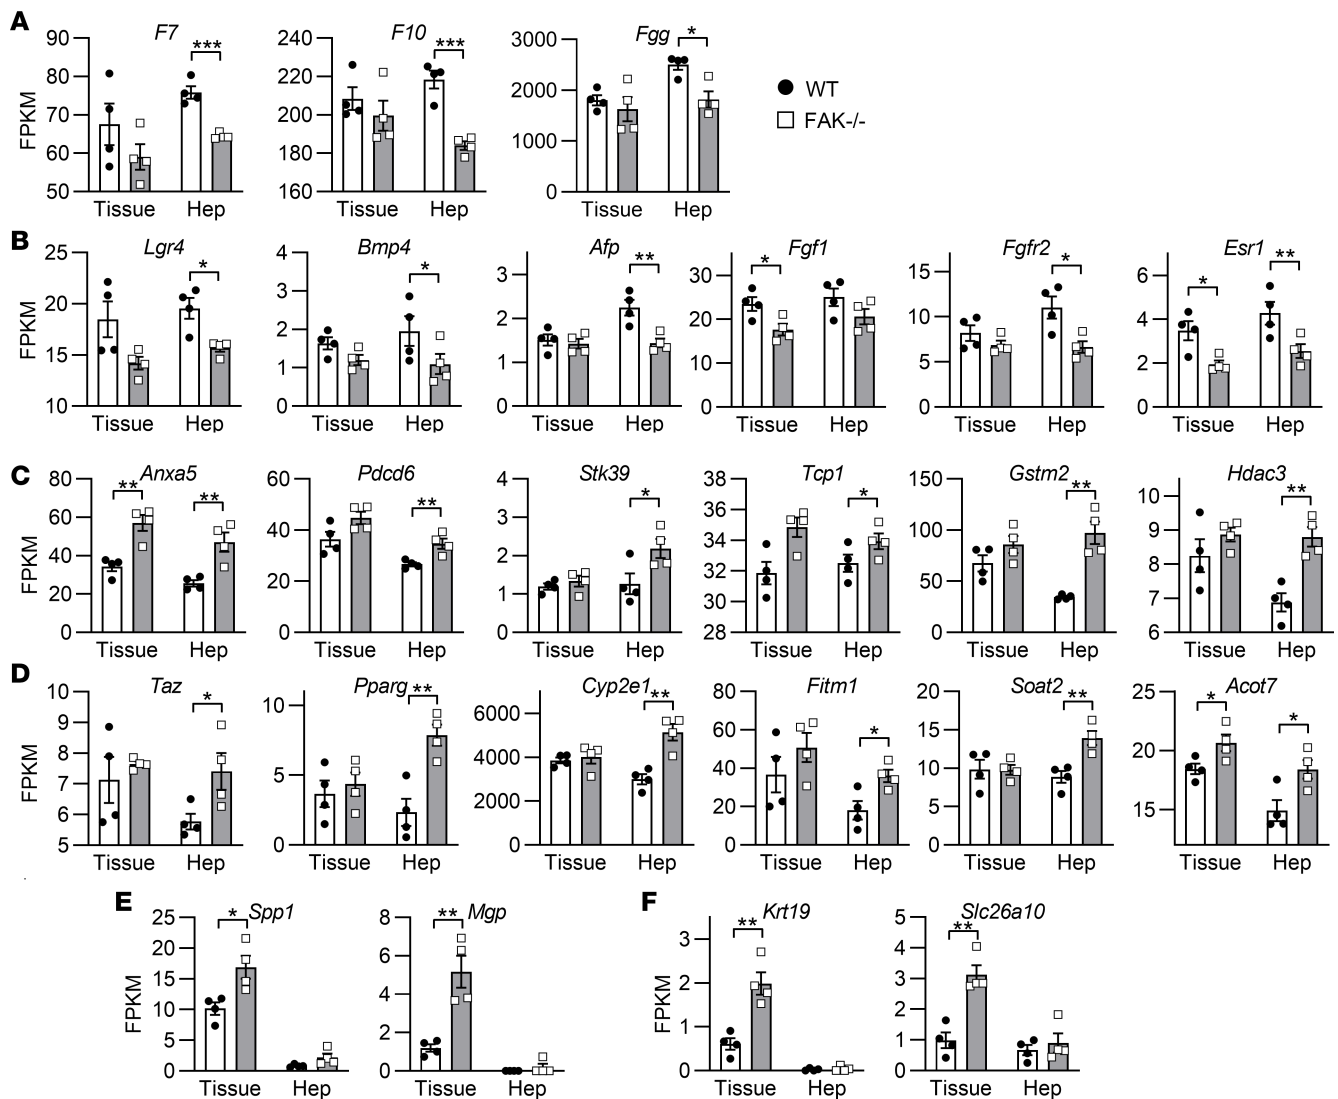 A
F7
F10
Fgg
***
***
*
FPKM
90
80
70
60
50
240
220
200
180
160
3000
2000
1000
0
Tissue Hep
Tissue Hep
Tissue Hep
WT
FAK-/-
B
Lgr4
Bmp4
Afp
Fgf1
Fgfr2
Esr1
*
*
**
*
*
*
**
FPKM
25
20
15
10
4
3
2
1
0
3
2
1
0
30
20
10
0
15
10
5
0
6
4
2
0
Tissue Hep
Tissue Hep
Tissue Hep
Tissue Hep
Tissue Hep
Tissue Hep
C
Anxa5
Pdcd6
Stk39
Tcp1
Gstm2
Hdac3
**
**
**
*
*
**
**
FPKM
80
60
40
20
0
60
40
20
0
4
3
2
1
0
38
36
34
32
30
28
150
100
50
0
10
9
8
7
6
Tissue Hep
Tissue Hep
Tissue Hep
Tissue Hep
Tissue Hep
Tissue Hep
D
Taz
Pparg
Cyp2e1
Fitm1
Soat2
Acot7
*
**
**
*
**
*
*
FPKM
10
9
8
7
6
5
10
5
0
6000
4000
2000
0
80
60
40
20
0
20
15
10
5
0
25
20
15
Tissue Hep
Tissue Hep
Tissue Hep
Tissue Hep
Tissue Hep
Tissue Hep
E
Spp1
Mgp
*
**
FPKM
25
20
15
10
5
0
8
6
4
2
0
Tissue Hep
Tissue Hep
F
Krt19
Slc26a10
**
**
FPKM
3
2
1
0
5
4
3
2
1
0
Tissue Hep
Tissue Hep